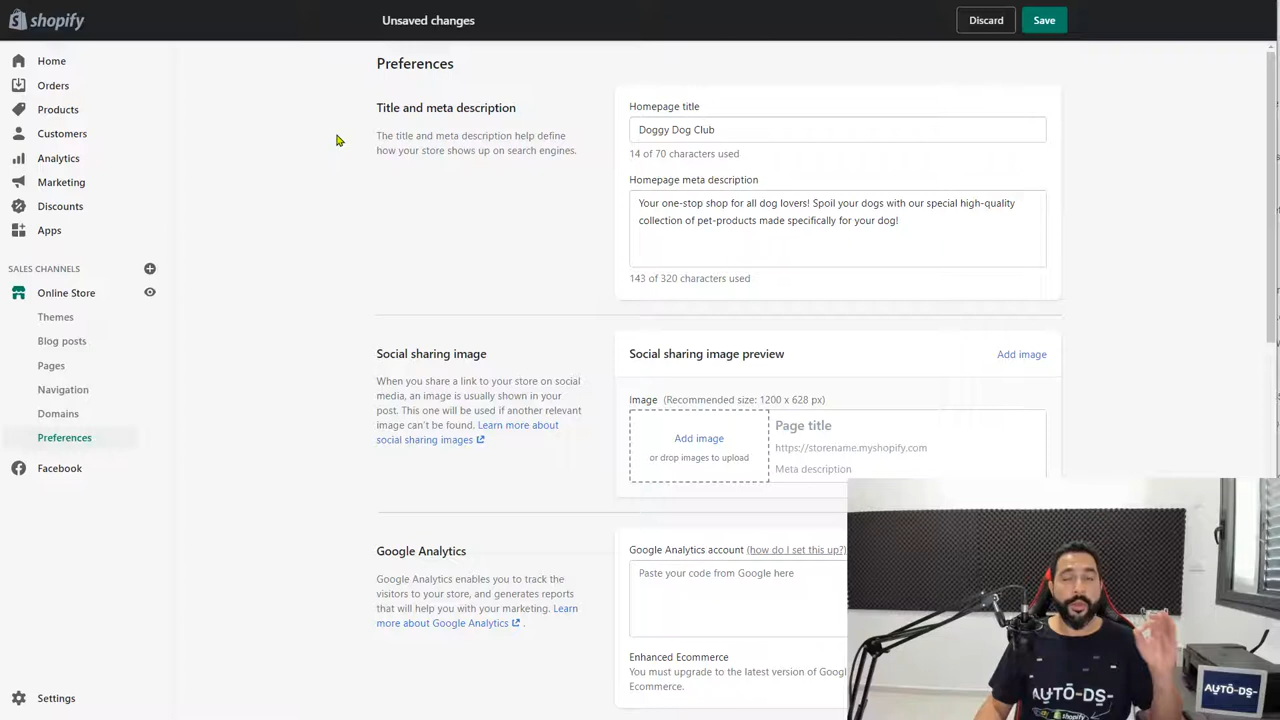 shopify
Unsaved changes
Discard
Save
Home
Orders
Products
Customers
Analytics
Marketing
Discounts
Apps
SALES CHANNELS
Online Store
Themes
Blog posts
Pages
Navigation
Domains
Preferences
Facebook
Settings
Preferences
Title and meta description
The title and meta description help define
how your store shows up on search engines.
Homepage title
Doggy Dog Club
14 of 70 characters used
Homepage meta description
Your one-stop shop for all dog lovers! Spoil your dogs with our special high-quality
collection of pet-products made specifically for your dog!
143 of 320 characters used
Social sharing image
When you share a link to your store on social
media, an image is usually shown in your
post. This one will be used if another relevant
image can't be found. Learn more about
social sharing images
Social sharing image preview
Add image
Image (Recommended size: 1200 x 628 px)
Add image
or drop images to upload
Page title
https://storename.myshopify.com
Meta description
Google Analytics
Google Analytics enables you to track the
visitors to your store, and generates reports
that will help you with your marketing. Learn
more about Google Analytics .
Google Analytics account (how do I set this up?)
Paste your code from Google here
Enhanced Ecommerce
You must upgrade to the latest version of Googl
Ecommerce.
AUTO-DS-
shopify
AUTO-DS-